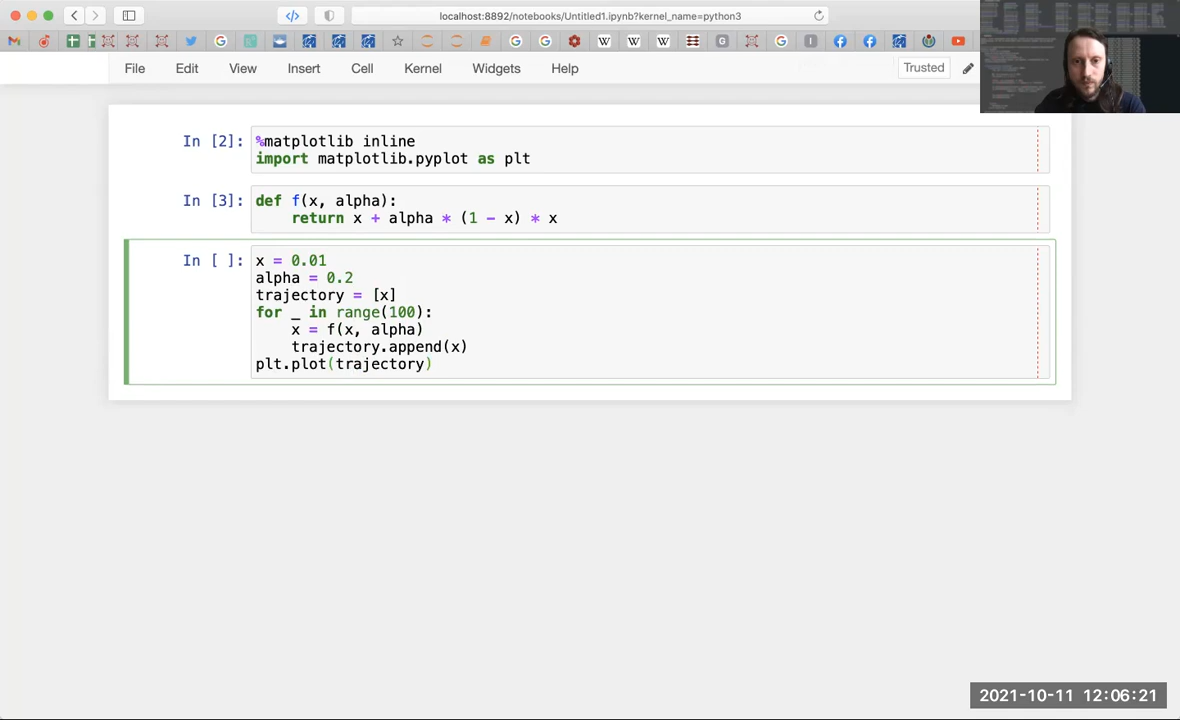 localhost:8892/notebooks/Untitled1.ipynb?kernel_name=python3
File Edit View Insert Cell Kernel Widgets Help Trusted
In [2]: %matplotlib inline
import matplotlib.pyplot as plt
In [3]: def f(x, alpha):
return x + alpha * (1 - x) * x
In [ ]: x = 0.01
alpha = 0.2
trajectory = [x]
for _ in range(100):
x = f(x, alpha)
trajectory.append(x)
plt.plot(trajectory)
2021-10-11 12:06:21